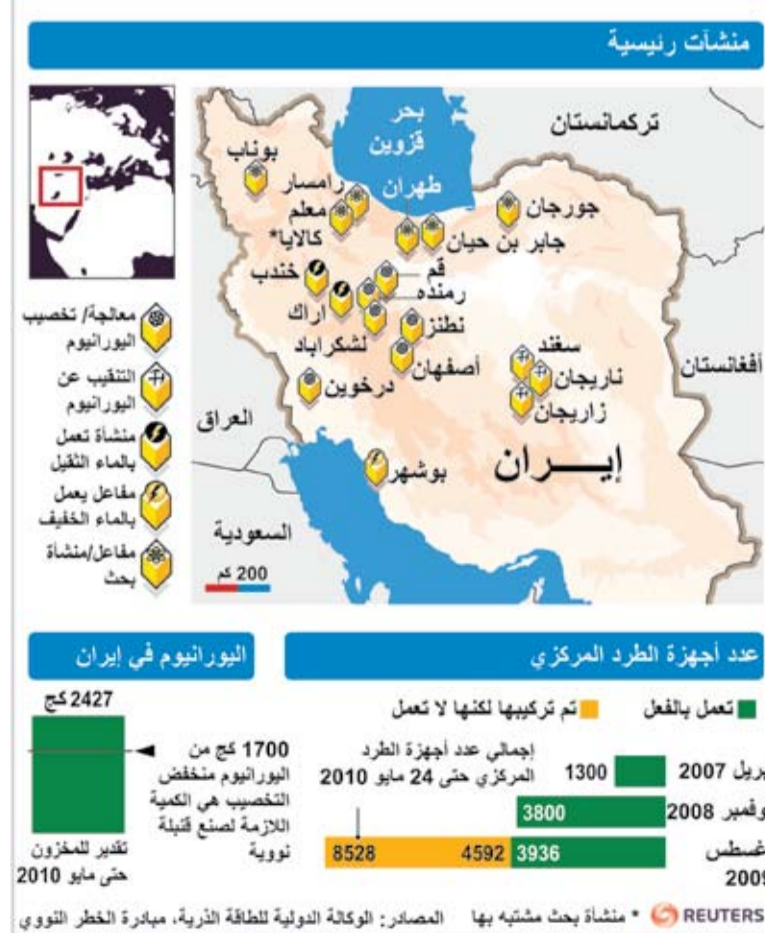 منشآت رئيسية
تركمانستان
بحر
قزوين
بوناب
رامسار
طهران
معلم
كالايا*
جورجان
جابر بن حيان
خندب
قم
رمنده
اراك
نطنز
لشكراباد
أصفهان
درخوين
سغند
ناريجان
زاريجان
أفغانستان
العراق
إيــران
بوشهر
السعودية
200 كم
معالجة/ تخصيب
اليورانيوم
التنقيب عن
اليورانيوم
منشأة تعمل
بالماء الثقيل
مفاعل يعمل
بالماء الخفيف
مفاعل/منشأة
بحث
عدد أجهزة الطرد المركزي
تعمل بالفعل
تم تركيبها لكنها لا تعمل
إجمالي عدد أجهزة الطرد
المركزي حتى 24 مايو 2010
بريل 2007
1300
وفمبر 2008
3800
غسطس
2009
3936
4592
8528
اليورانيوم في إيران
2427 كج
1700 كج من
اليورانيوم منخفض
التخصيب هي الكمية
اللازمة لصنع قنبلة
نووية
تقدير للمخزون
حتى مايو 2010
REUTERS
* منشأة بحث مشتبه بها
المصادر: الوكالة الدولية للطاقة الذرية، مبادرة الخطر النووي